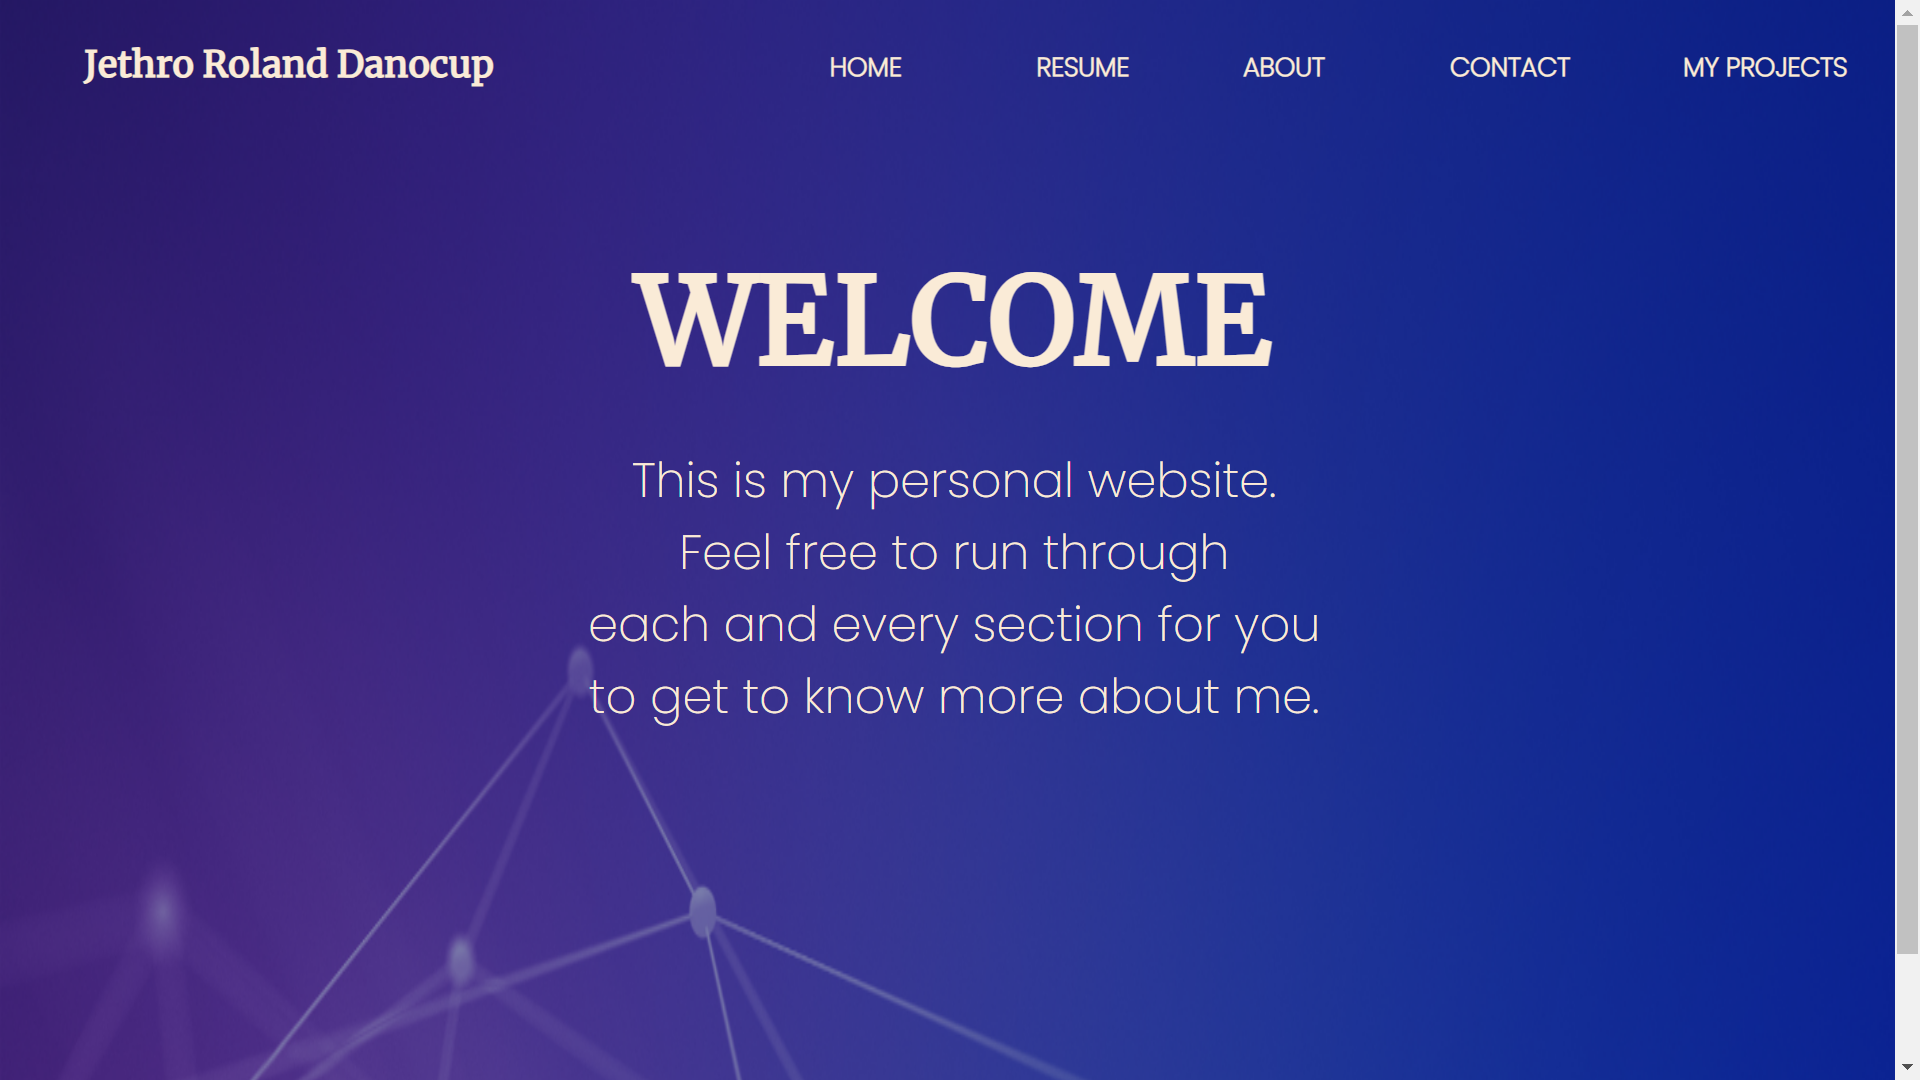 Jethro Roland Danocup
HOME
RESUME
ABOUT
CONTACT
MY PROJECTS
WELCOME
This is my personal website.
Feel free to run through
each and every section for you
to get to know more about me.